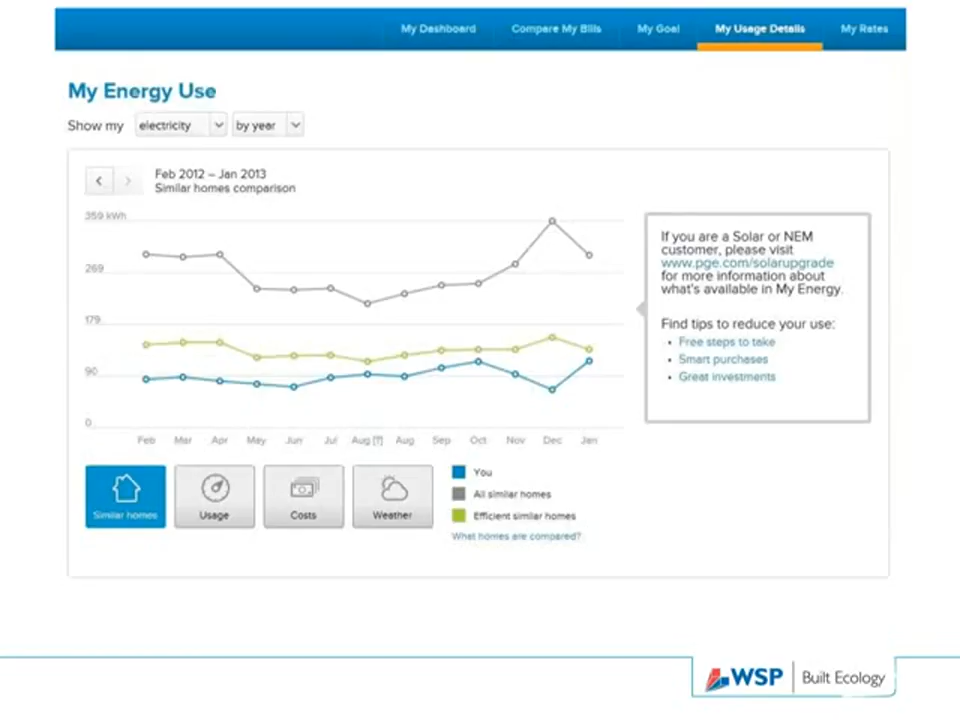 My Dashboard Compare My Bills My Goal My Usage Details My Rates
My Energy Use
Show my electricity by year
Feb 2012 – Jan 2013
Similar homes comparison
359 kWh
269
179
90
0
Feb Mar Apr May Jun Jul Aug [?] Aug Sep Oct Nov Dec Jan
If you are a Solar or NEM
customer, please visit
www.pge.com/solarupgrade
for more information about
what's available in My Energy.
Find tips to reduce your use:
• Free steps to take
• Smart purchases
• Great investments
Similar homes
Usage
Costs
Weather
You
All similar homes
Efficient similar homes
What homes are compared?
WSP Built Ecology